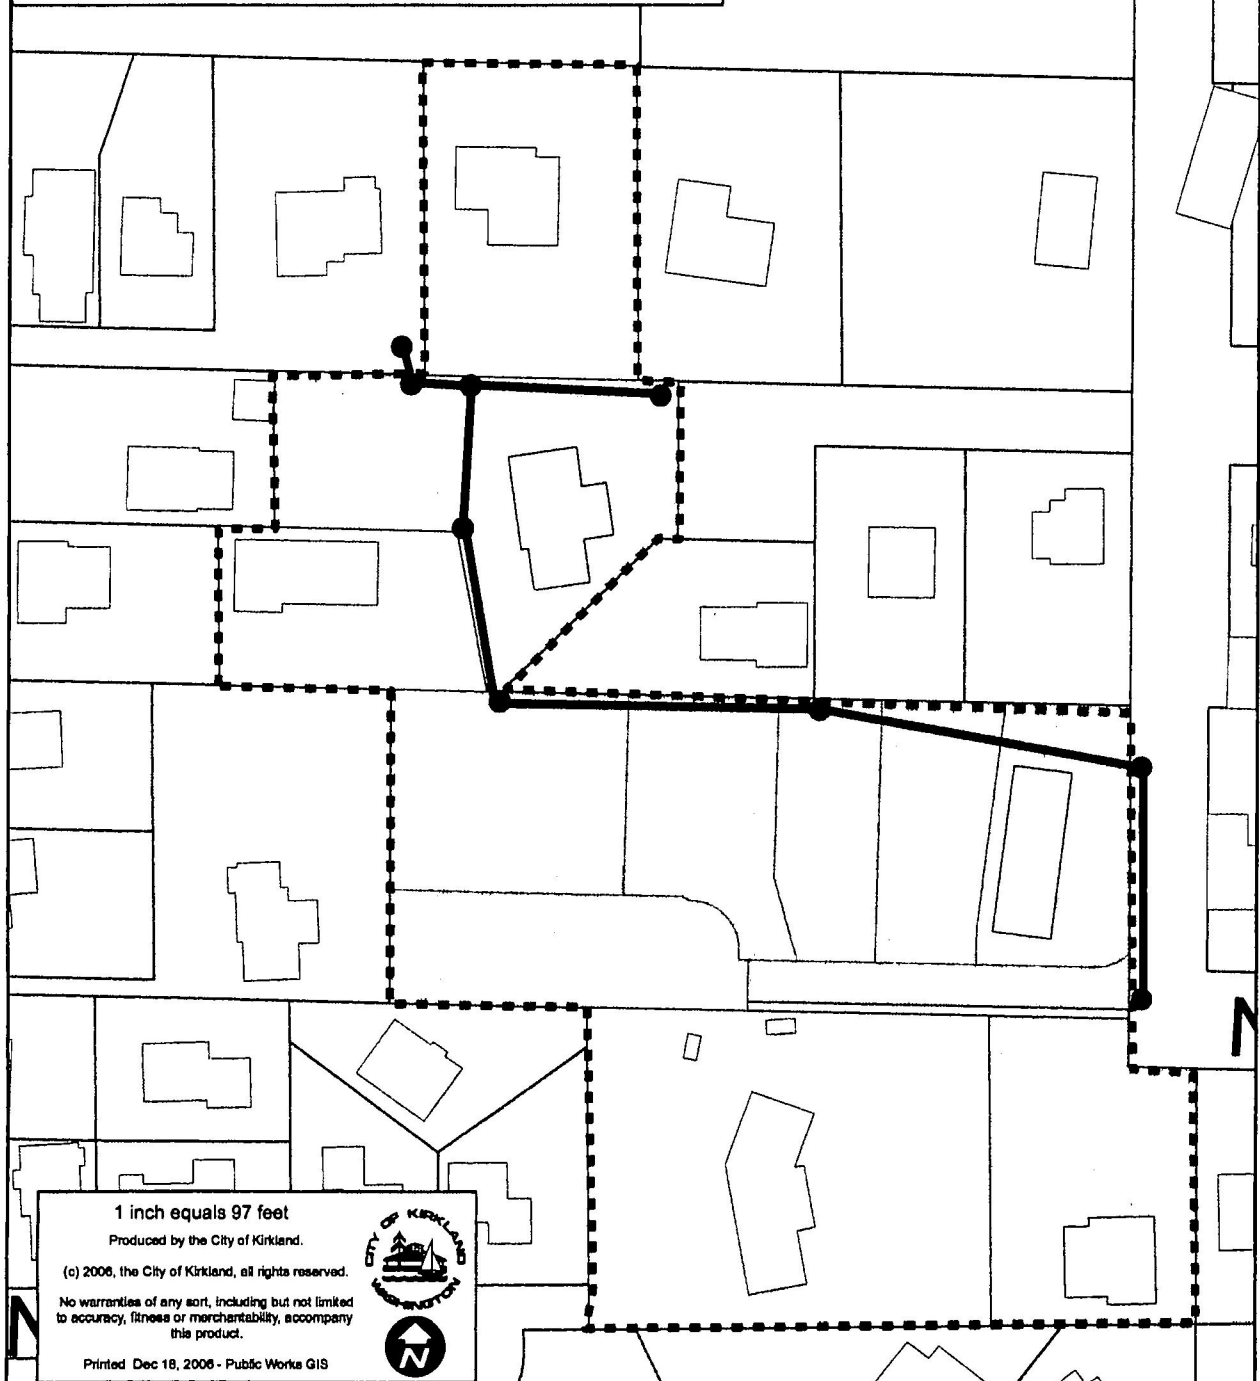 1 inch equals 97 feet
Produced by the City of Kirkland.
(c) 2006, the City of Kirkland, all rights reserved.
No warranties of any sort, including but not limited
to accuracy, fitness or merchantability, accompany
this product.
Printed Dec 18, 2006 - Public Works GIS
CITY OF KIRKLAND
WASHINGTON
N
N
N